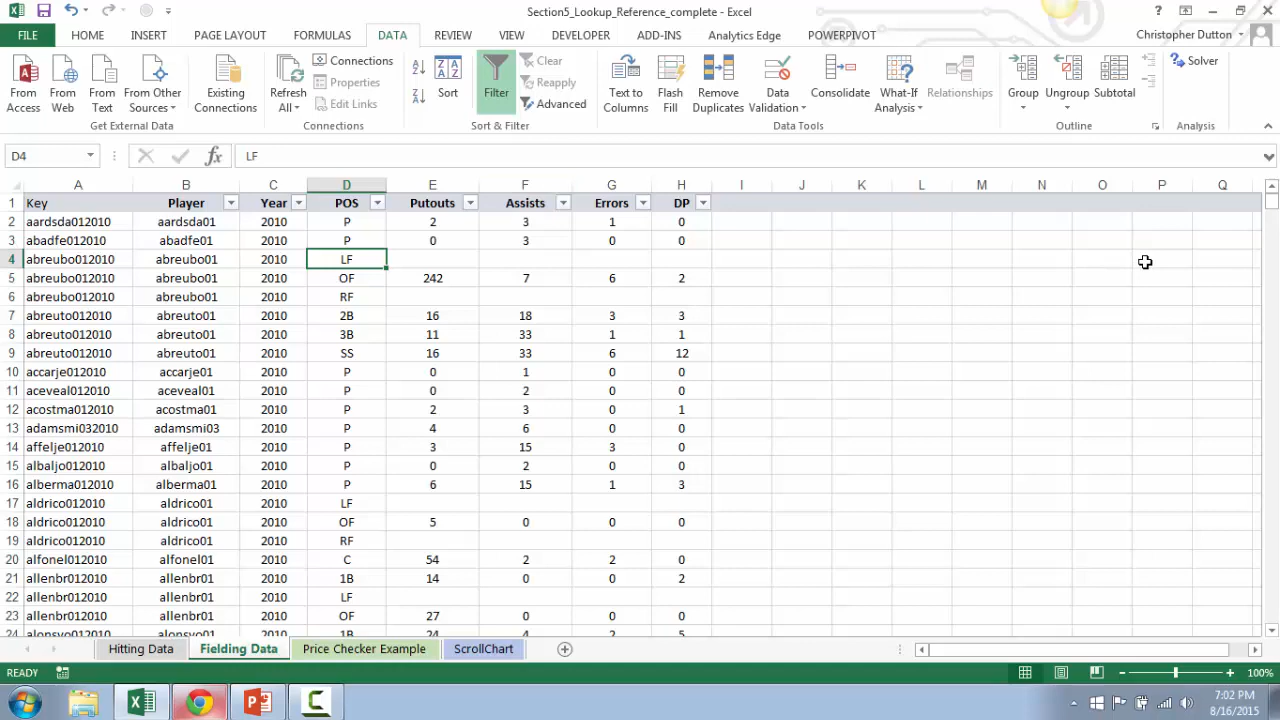 Section5_Lookup_Reference_complete - Excel
FILE HOME INSERT PAGE LAYOUT FORMULAS DATA REVIEW VIEW DEVELOPER ADD-INS Analytics Edge POWERPIVOT Christopher Dutton
From Access
From Web
From Text
From Other Sources
Existing Connections
Refresh All
Connections
Properties
Edit Links
Sort
Filter
Clear
Reapply
Advanced
Text to Columns
Flash Fill
Remove Duplicates
Data Validation
Consolidate
What-If Analysis
Relationships
Group
Ungroup
Subtotal
Solver
Get External Data Connections Sort & Filter Data Tools Outline Analysis
D4 fx LF
A B C D E F G H I J K L M N O P Q
1 Key Player Year POS Putouts Assists Errors DP
2 aardsda012010 aardsda01 2010 P 2 3 1 0
3 abadfe012010 abadfe01 2010 P 0 3 0 0
4 abreubo012010 abreubo01 2010 LF
5 abreubo012010 abreubo01 2010 OF 242 7 6 2
6 abreubo012010 abreubo01 2010 RF
7 abreuto012010 abreuto01 2010 2B 16 18 3 3
8 abreuto012010 abreuto01 2010 3B 11 33 1 1
9 abreuto012010 abreuto01 2010 SS 16 33 6 12
10 accarje012010 accarje01 2010 P 0 1 0 0
11 aceveal012010 aceveal01 2010 P 0 2 0 0
12 acostma012010 acostma01 2010 P 2 3 0 1
13 adamsmi032010 adamsmi03 2010 P 4 6 0 0
14 affelje012010 affelje01 2010 P 3 15 3 0
15 albaljo012010 albaljo01 2010 P 0 2 0 0
16 alberma012010 alberma01 2010 P 6 15 1 3
17 aldrico012010 aldrico01 2010 LF
18 aldrico012010 aldrico01 2010 OF 5 0 0 0
19 aldrico012010 aldrico01 2010 RF
20 alfonel012010 alfonel01 2010 C 54 2 2 0
21 allenbr012010 allenbr01 2010 1B 14 0 0 2
22 allenbr012010 allenbr01 2010 LF
23 allenbr012010 allenbr01 2010 OF 27 0 0 0
24 alonsyo012010 alonsyo01 2010 1B 24 4 2 5
Hitting Data Fielding Data Price Checker Example ScrollChart
READY 100%
7:02 PM
8/16/2015